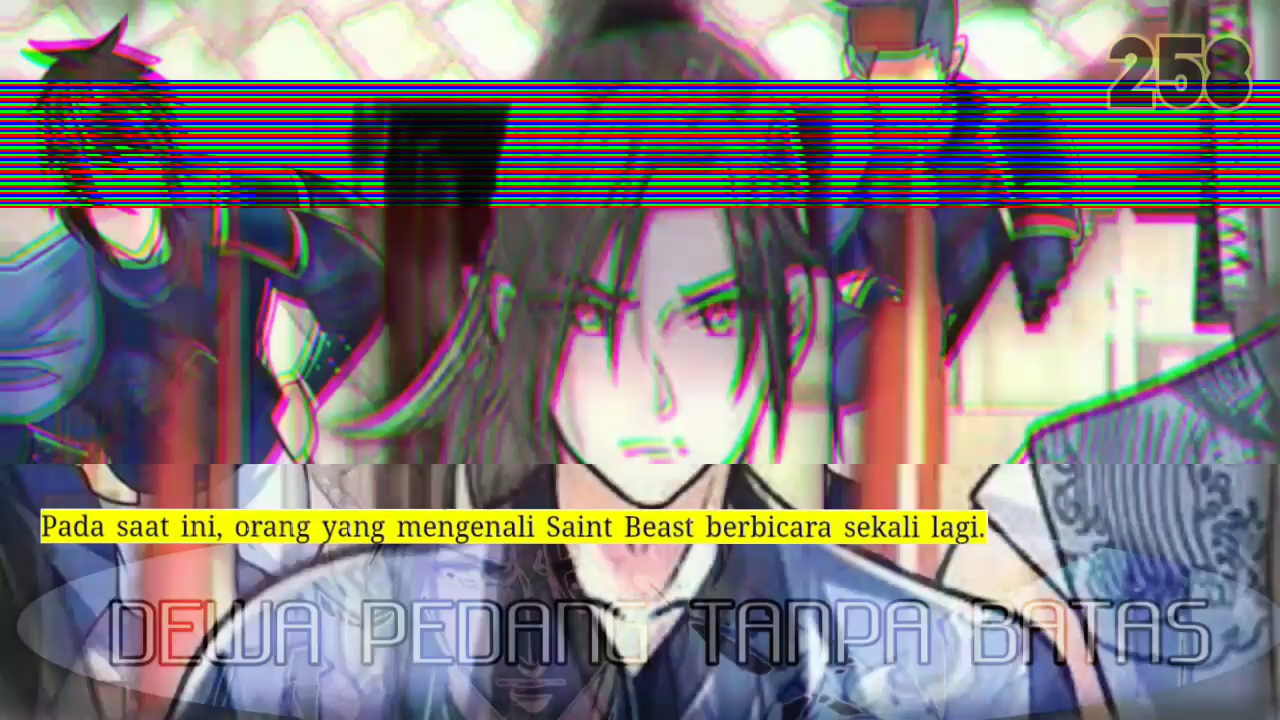 258
Pada saat ini, orang yang mengenali Saint Beast berbicara sekali lagi.
DEWA PEDANG TANPA BATAS